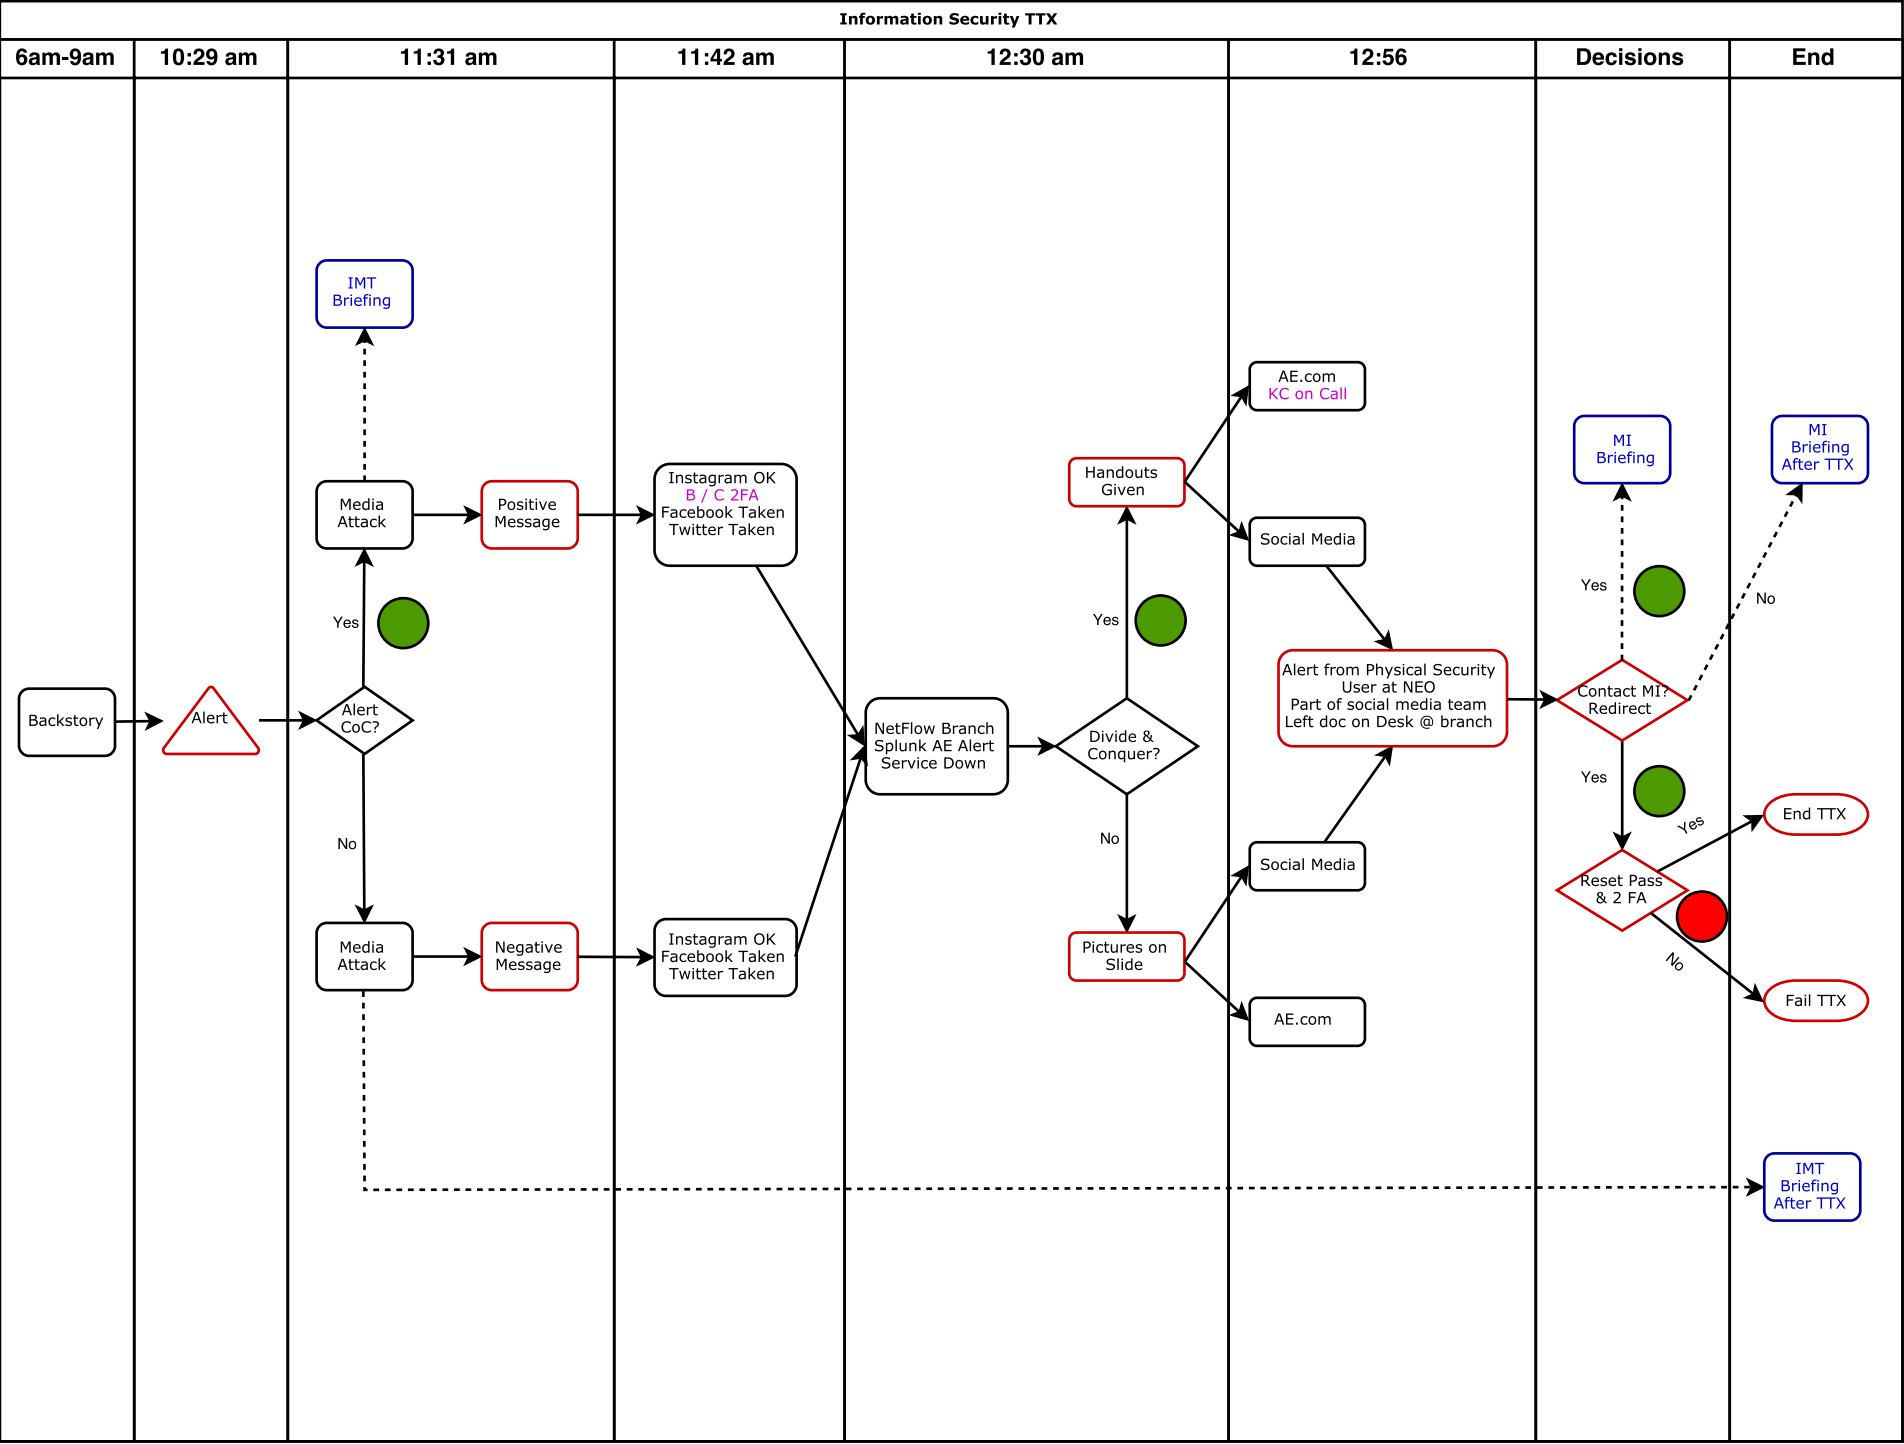 Information Security TTX
6am-9am
10:29 am
11:31 am
11:42 am
12:30 am
12:56
Decisions
End
Backstory
Alert
Alert
CoC?
Yes
No
IMT
Briefing
Media
Attack
Positive
Message
Media
Attack
Negative
Message
Instagram OK
B / C 2FA
Facebook Taken
Twitter Taken
Instagram OK
Facebook Taken
Twitter Taken
NetFlow Branch
Splunk AE Alert
Service Down
Divide &
Conquer?
Yes
No
Handouts
Given
Pictures on
Slide
AE.com
KC on Call
Social Media
Alert from Physical Security
User at NEO
Part of social media team
Left doc on Desk @ branch
Social Media
AE.com
MI
Briefing
Yes
No
Contact MI?
Redirect
Yes
Reset Pass
& 2 FA
Yes
No
MI
Briefing
After TTX
End TTX
Fail TTX
IMT
Briefing
After TTX